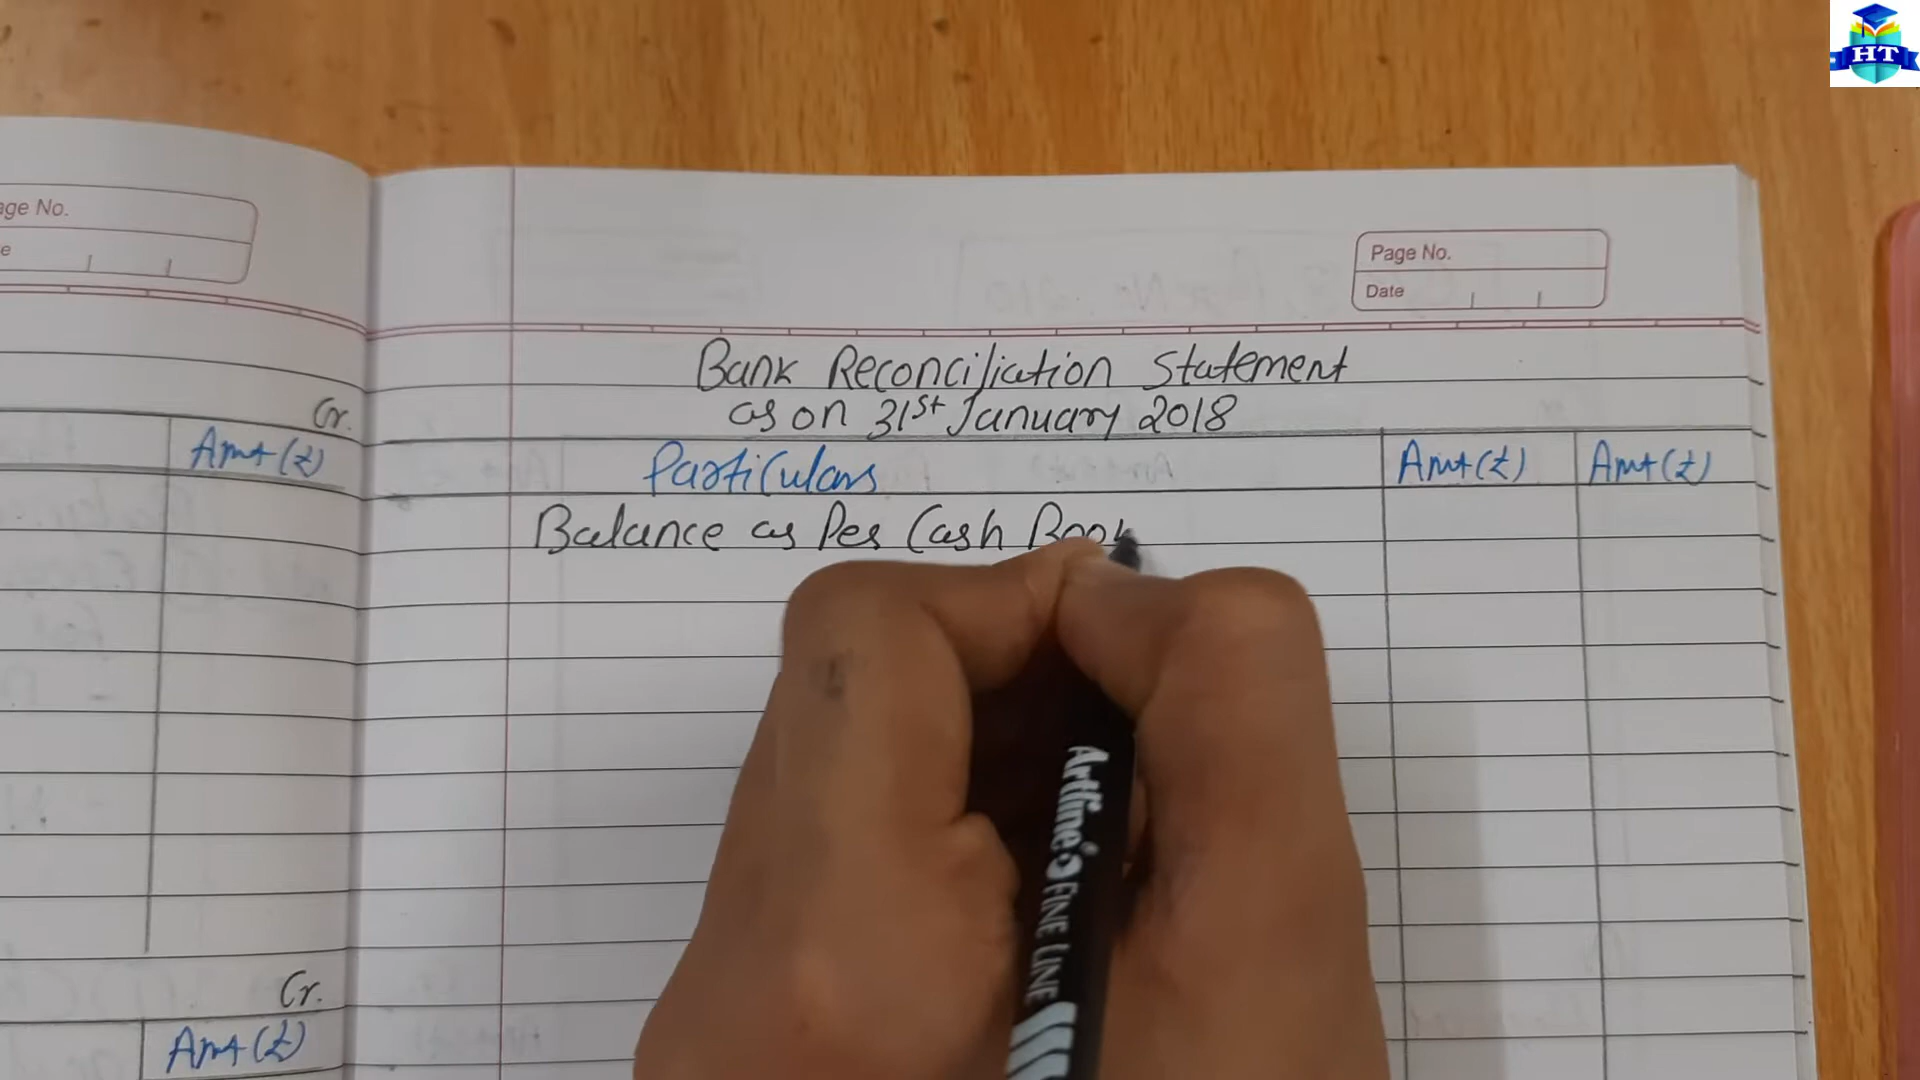 HT
age No.
e
Cr.
Amt (₹)
Cr.
Amt (₹)
Page No.
Date
Bank Reconciliation Statement
as on 31st January 2018
Particulars Amt (₹) Amt (₹)
Balance as Per Cash Book
Artline FINE LINE